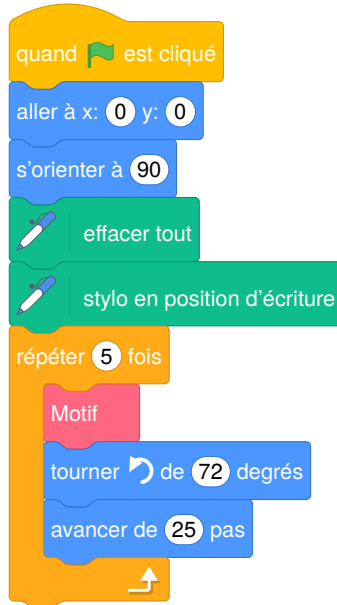 quand est cliqué
aller à x: 0 y: 0
s'orienter à 90
effacer tout
stylo en position d'écriture
répéter 5 fois
Motif
tourner de 72 degrés
avancer de 25 pas